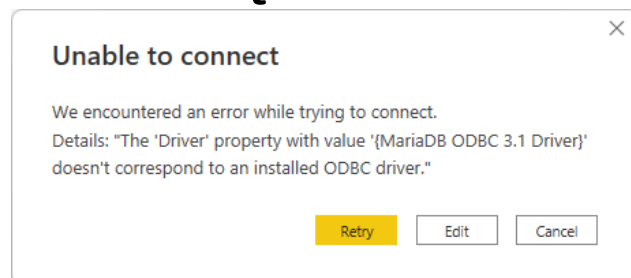 Unable to connect
We encountered an error while trying to connect.
Details: "The 'Driver' property with value '{MariaDB ODBC 3.1 Driver}'
doesn't correspond to an installed ODBC driver."
Retry Edit Cancel